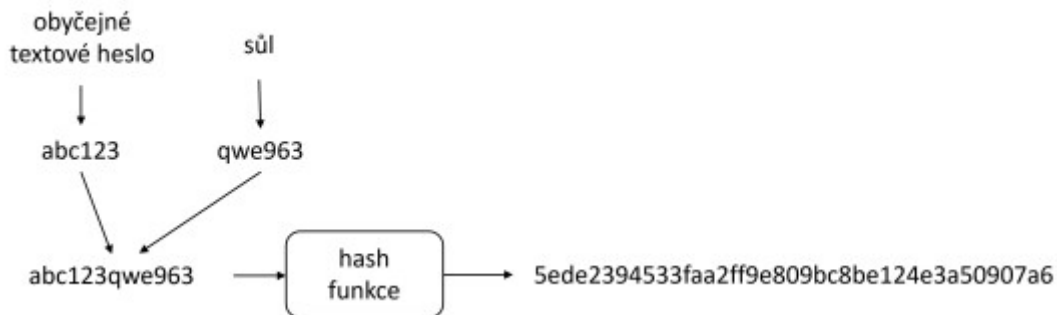 obyčejné
textové heslo
sůl
abc123
qwe963
abc123qwe963
hash
funkce
5ede2394533faa2ff9e809bc8be124e3a50907a6